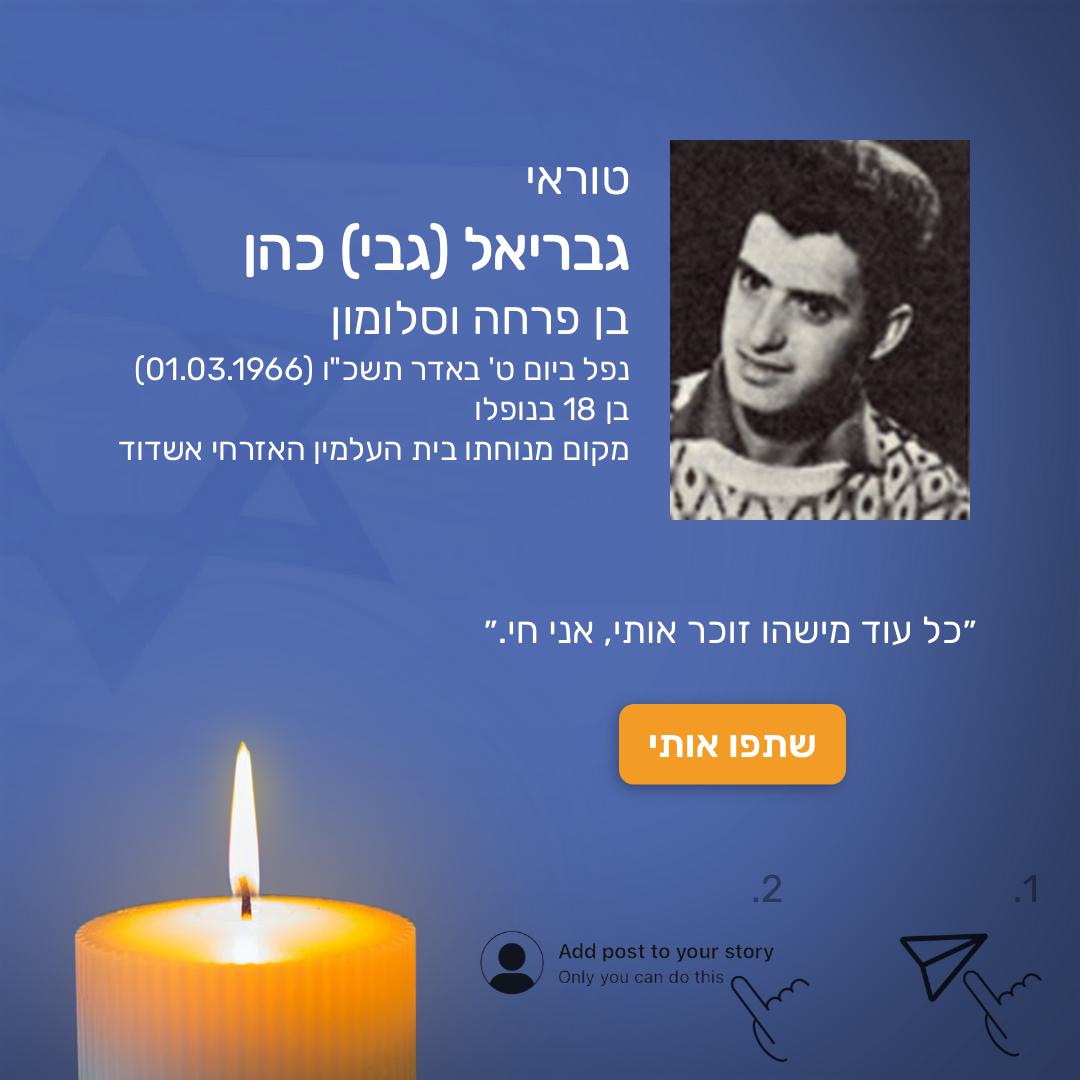 טוראי
גבריאל (גבי) כהן
בן פרחה וסלומון
נפל ביום ט' באדר תשכ"ו (01.03.1966)
בן 18 בנופלו
מקום מנוחתו בית העלמין האזרחי אשדוד
״כל עוד מישהו זוכר אותי, אני חי.״
שתפו אותי
.1
.2
Add post to your story
Only you can do this